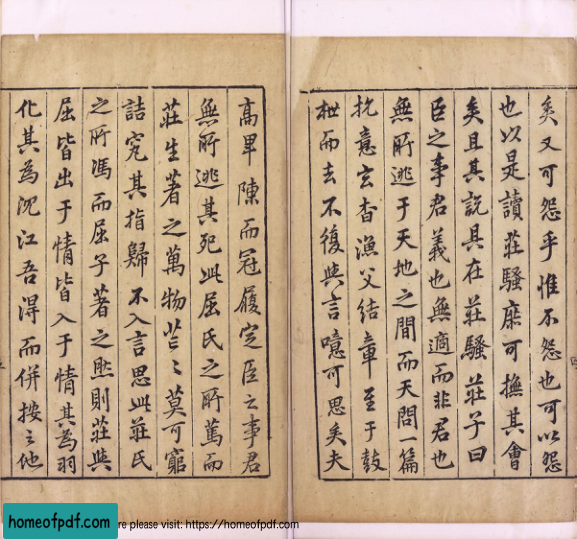 矣又可怨乎惟不怨也可以怨
也以是讀莊騷庶可撫其會
矣且其說具在莊騷莊子曰
臣之事君義也無適而非君也
無所逃于天地之間而天問一篇
抗意玄杳漁父結章至于鼓
枻而去不復與言噫可思矣夫
高卑陳而冠履定臣之事君
無所逃其死此屈氏之所篤而
莊生著之萬物芒〻莫可窮
詰究其指歸不入言思此莊氏
之所馮而屈子著之然則莊與
屈皆出于情皆入于情其為羽
化其為沉江吾得而併按之他
homeofpdf.com
re please visit: https://homeofpdf.com